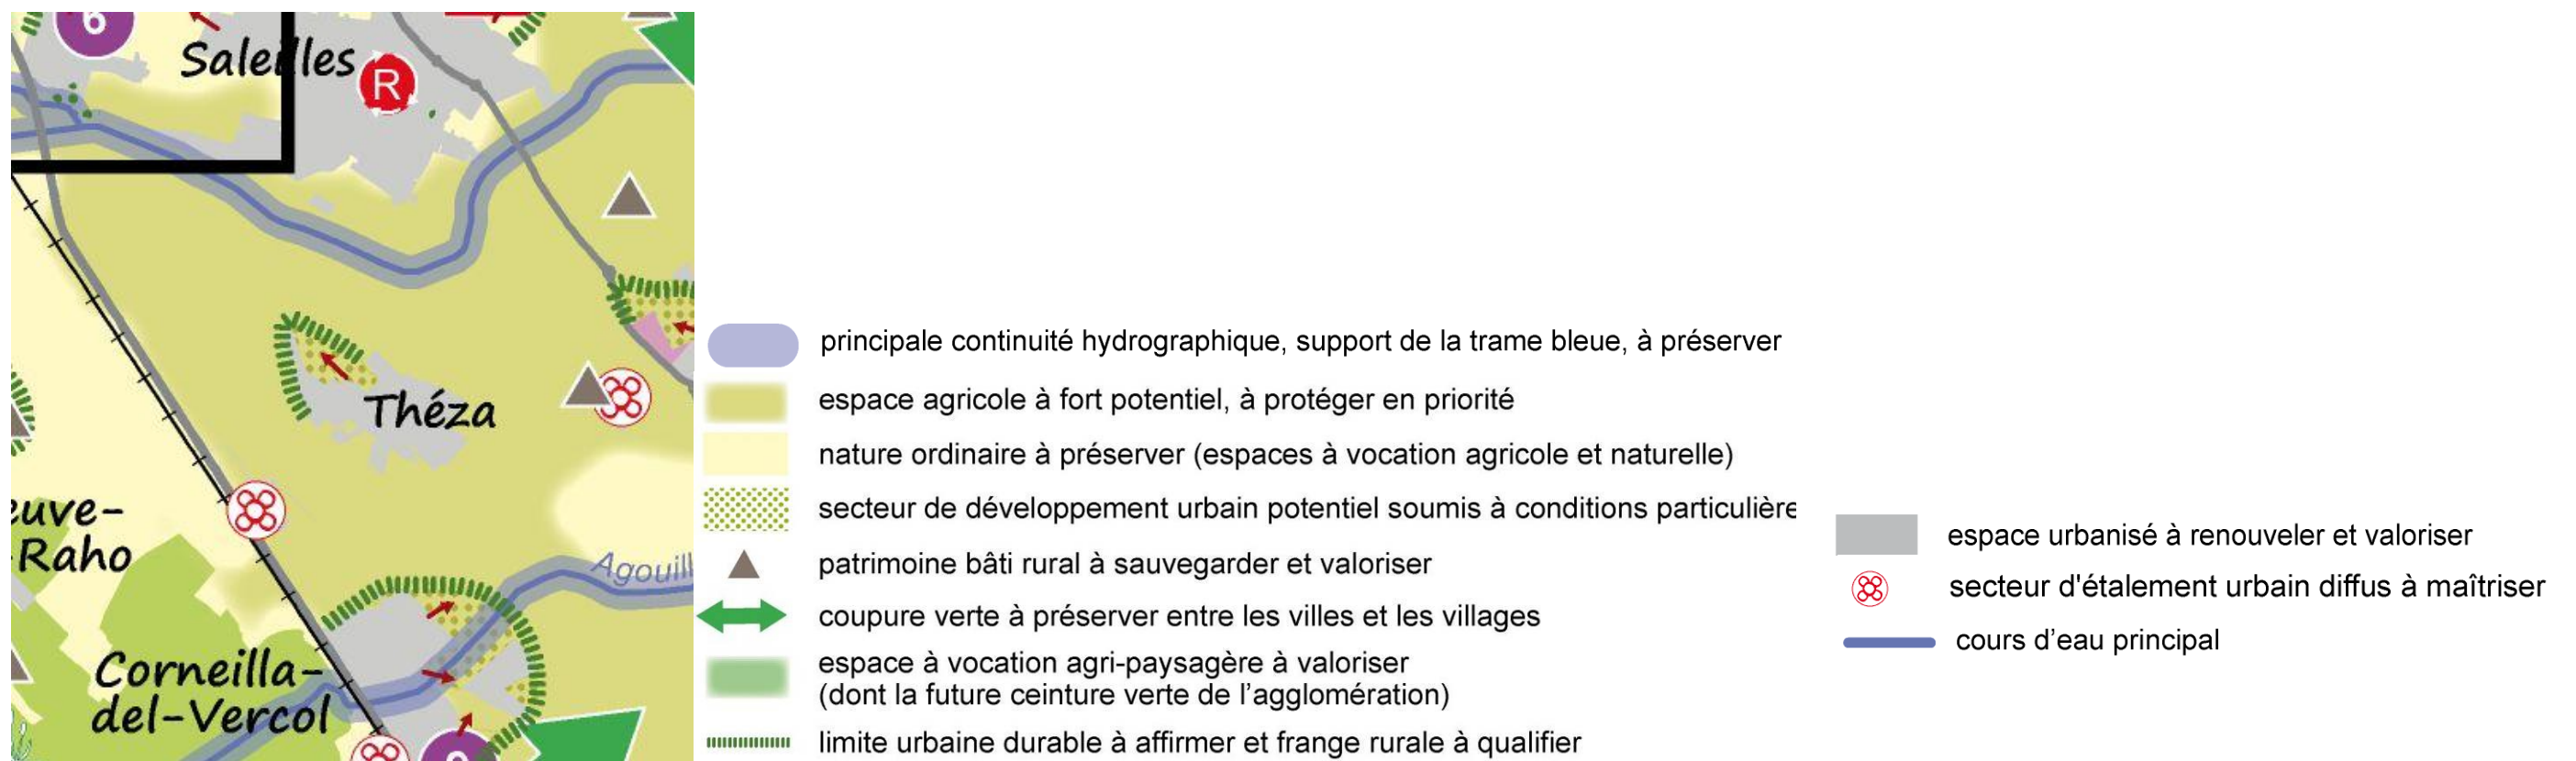 6
Saleilles
R
Théza
euve-
-Raho
Agouill
Corneilla-
del-Vercol
principale continuité hydrographique, support de la trame bleue, à préserver
espace agricole à fort potentiel, à protéger en priorité
nature ordinaire à préserver (espaces à vocation agricole et naturelle)
secteur de développement urbain potentiel soumis à conditions particulière
patrimoine bâti rural à sauvegarder et valoriser
coupure verte à préserver entre les villes et les villages
espace à vocation agri-paysagère à valoriser
(dont la future ceinture verte de l'agglomération)
limite urbaine durable à affirmer et frange rurale à qualifier
espace urbanisé à renouveler et valoriser
secteur d'étalement urbain diffus à maîtriser
cours d'eau principal